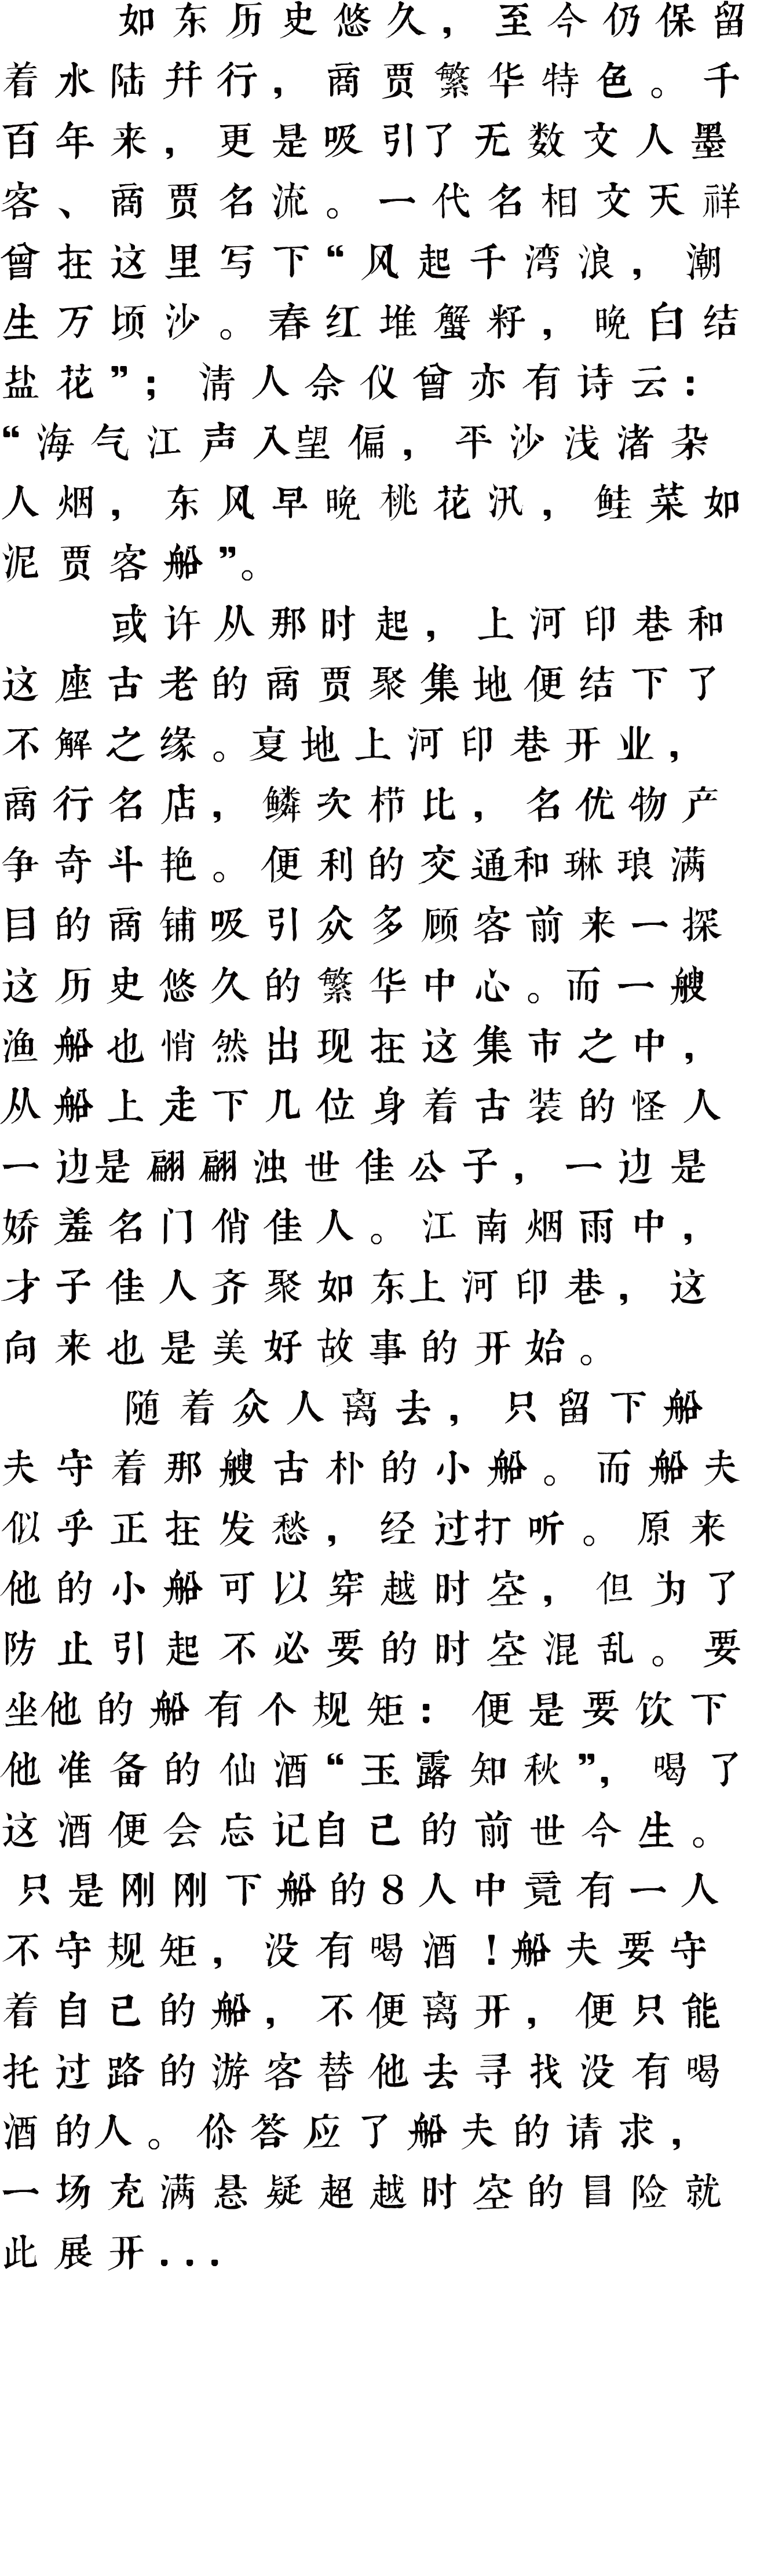 如东历史悠久，至今仍保留
着水陆并行，商贾繁华特色。千
百年来，更是吸引了无数文人墨
客、商贾名流。一代名相文天祥
曾在这里写下“风起千湾浪，潮
生万顷沙。春红堆蟹籽，晚白结
盐花”；清人佘仪曾亦有诗云：
“海气江声入望偏，平沙浅渚杂
人烟，东风早晚桃花汛，鲑菜如
泥贾客船”。
或许从那时起，上河印巷和
这座古老的商贾聚集地便结下了
不解之缘。夏地上河印巷开业，
商行名店，鳞次栉比，名优物产
争奇斗艳。便利的交通和琳琅满
目的商铺吸引众多顾客前来一探
这历史悠久的繁华中心。而一艘
渔船也悄然出现在这集市之中，
从船上走下几位身着古装的怪人
一边是翩翩浊世佳公子，一边是
娇羞名门俏佳人。江南烟雨中，
才子佳人齐聚如东上河印巷，这
向来也是美好故事的开始。
随着众人离去，只留下船
夫守着那艘古朴的小船。而船夫
似乎正在发愁，经过打听。原来
他的小船可以穿越时空，但为了
防止引起不必要的时空混乱。要
坐他的船有个规矩：便是要饮下
他准备的仙酒“玉露知秋”，喝了
这酒便会忘记自己的前世今生。
只是刚刚下船的8人中竟有一人
不守规矩，没有喝酒！船夫要守
着自己的船，不便离开，便只能
托过路的游客替他去寻找没有喝
酒的人。你答应了船夫的请求，
一场充满悬疑超越时空的冒险就
此展开...